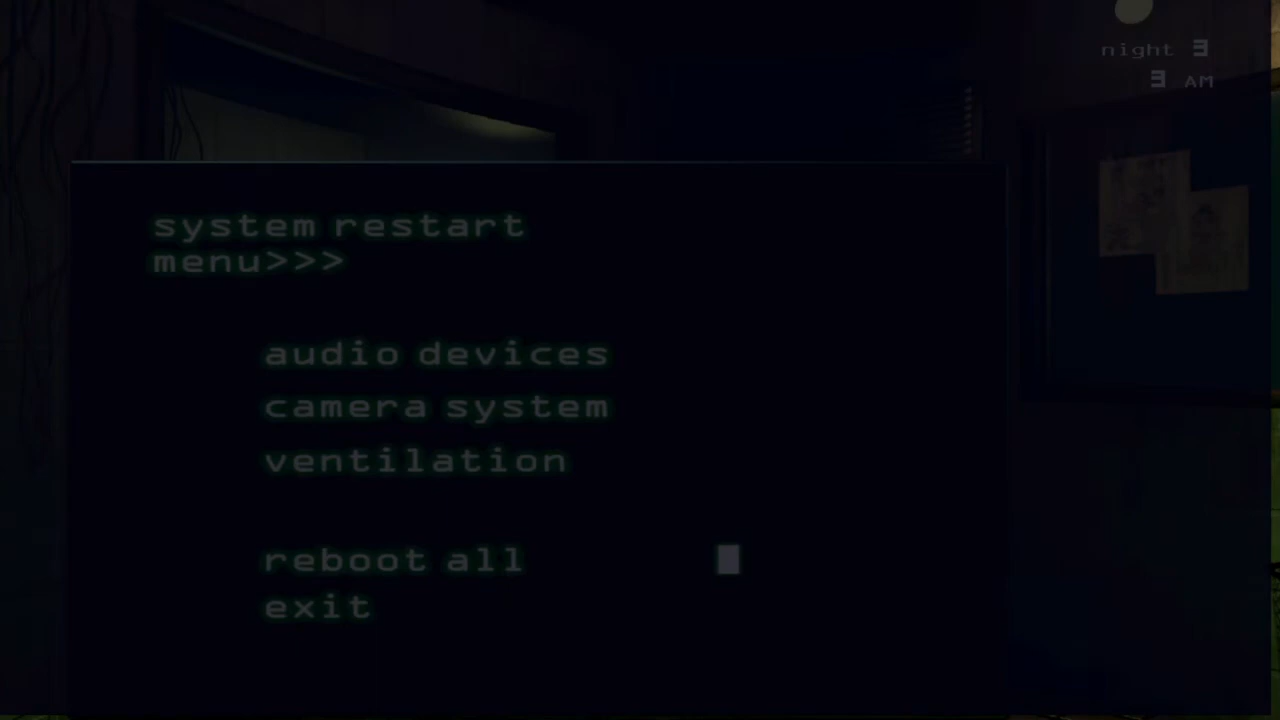 night 3
3 AM
system restart
menu>>>
audio devices
camera system
ventilation
reboot all
exit